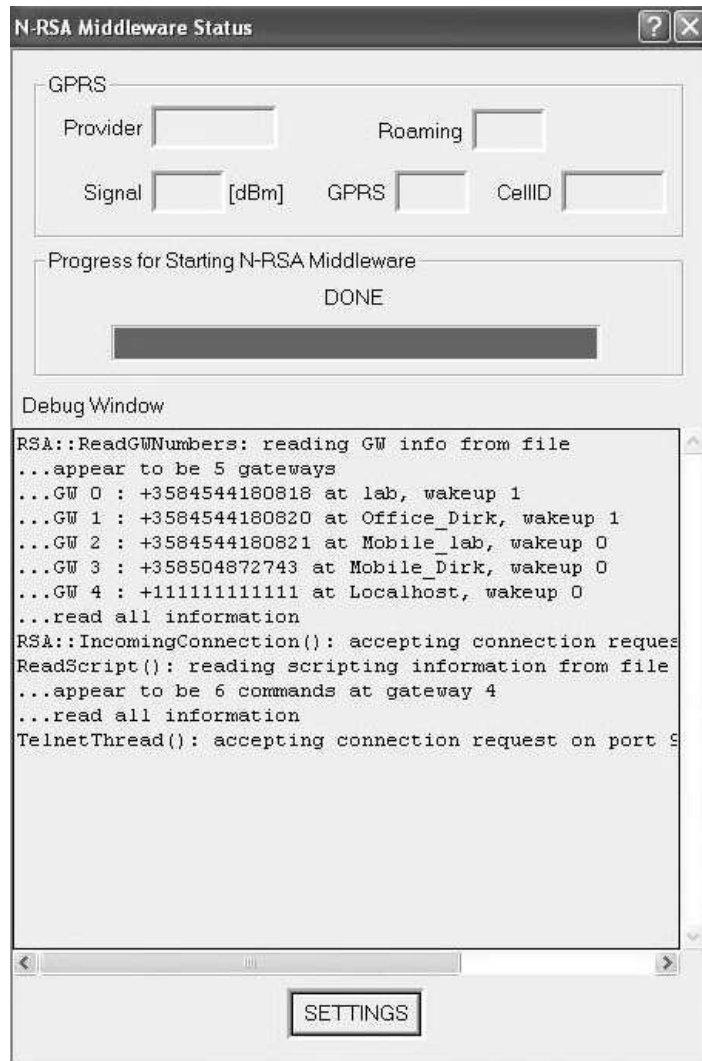 N-RSA Middleware Status
GPRS
Provider Roaming
Signal [dBm] GPRS CellID
Progress for Starting N-RSA Middleware
DONE
Debug Window
RSA::ReadGWNumbers: reading GW info from file
...appear to be 5 gateways
...GW 0 : +3584544180818 at lab, wakeup 1
...GW 1 : +3584544180820 at Office_Dirk, wakeup 1
...GW 2 : +3584544180821 at Mobile_lab, wakeup 0
...GW 3 : +358504872743 at Mobile_Dirk, wakeup 0
...GW 4 : +111111111111 at Localhost, wakeup 0
...read all information
RSA::IncomingConnection(): accepting connection reques
ReadScript(): reading scripting information from file
...appear to be 6 commands at gateway 4
...read all information
TelnetThread(): accepting connection request on port 9
SETTINGS